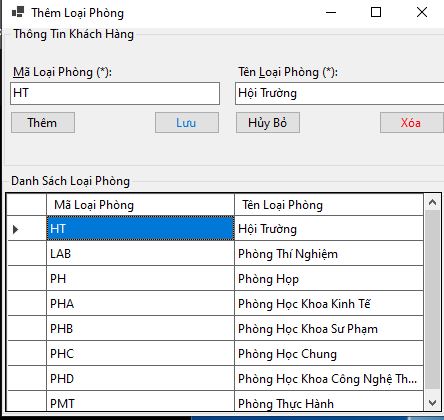 Thêm Loại Phòng
Thông Tin Khách Hàng
Mã Loại Phòng (*): Tên Loại Phòng (*):
HT Hội Trường
Thêm Lưu Hủy Bỏ Xóa
Danh Sách Loại Phòng
Mã Loại Phòng Tên Loại Phòng
HT Hội Trường
LAB Phòng Thí Nghiệm
PH Phòng Họp
PHA Phòng Học Khoa Kinh Tế
PHB Phòng Học Khoa Sư Phạm
PHC Phòng Học Chung
PHD Phòng Học Khoa Công Nghệ Th...
PMT Phòng Thực Hành